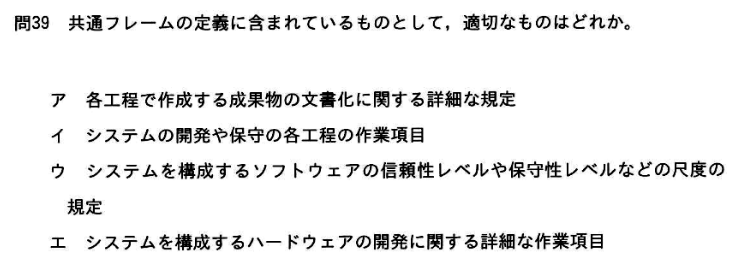 問39 共通フレームの定義に含まれているものとして，適切なものはどれか。
ア 各工程で作成する成果物の文書化に関する詳細な規定
イ システムの開発や保守の各工程の作業項目
ウ システムを構成するソフトウェアの信頼性レベルや保守性レベルなどの尺度の
規定
エ システムを構成するハードウェアの開発に関する詳細な作業項目